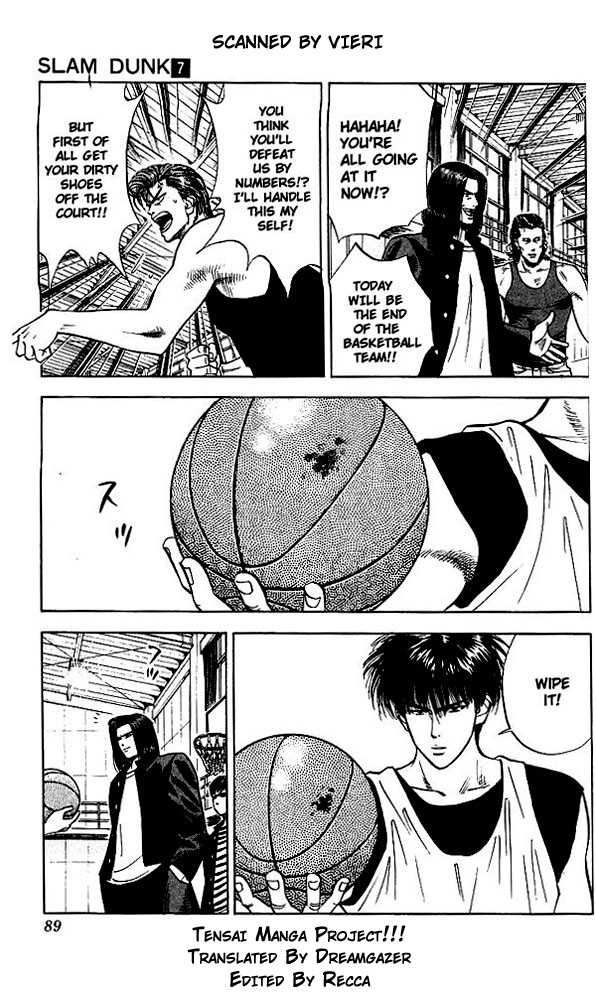 SCANNED BY VIERI
SLAM DUNK 7
HAHAHA!
YOU'RE
ALL GOING
AT IT
NOW!?
TODAY
WILL BE
THE END
OF THE
BASKETBALL
TEAM!!
YOU
THINK
YOU'LL
DEFEAT
US BY
NUMBERS!?
I'LL HANDLE
THIS MY
SELF!
BUT
FIRST OF
ALL GET
YOUR DIRTY
SHOES
OFF THE
COURT!!
スッ
WIPE
IT!
89
TENSAI MANGA PROJECT!!!
TRANSLATED BY DREAMGAZER
EDITED BY RECCA